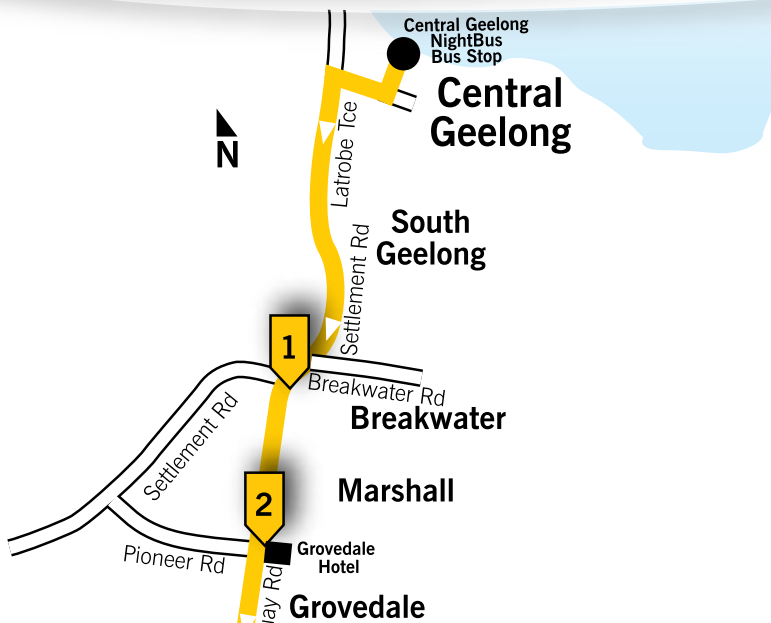 Central Geelong
NightBus
Bus Stop
Central
Geelong
N
Latrobe Tce
South
Geelong
Settlement Rd
1
Breakwater Rd
Breakwater
Settlement Rd
Marshall
2
Pioneer Rd
Grovedale
Hotel
Rd
Grovedale